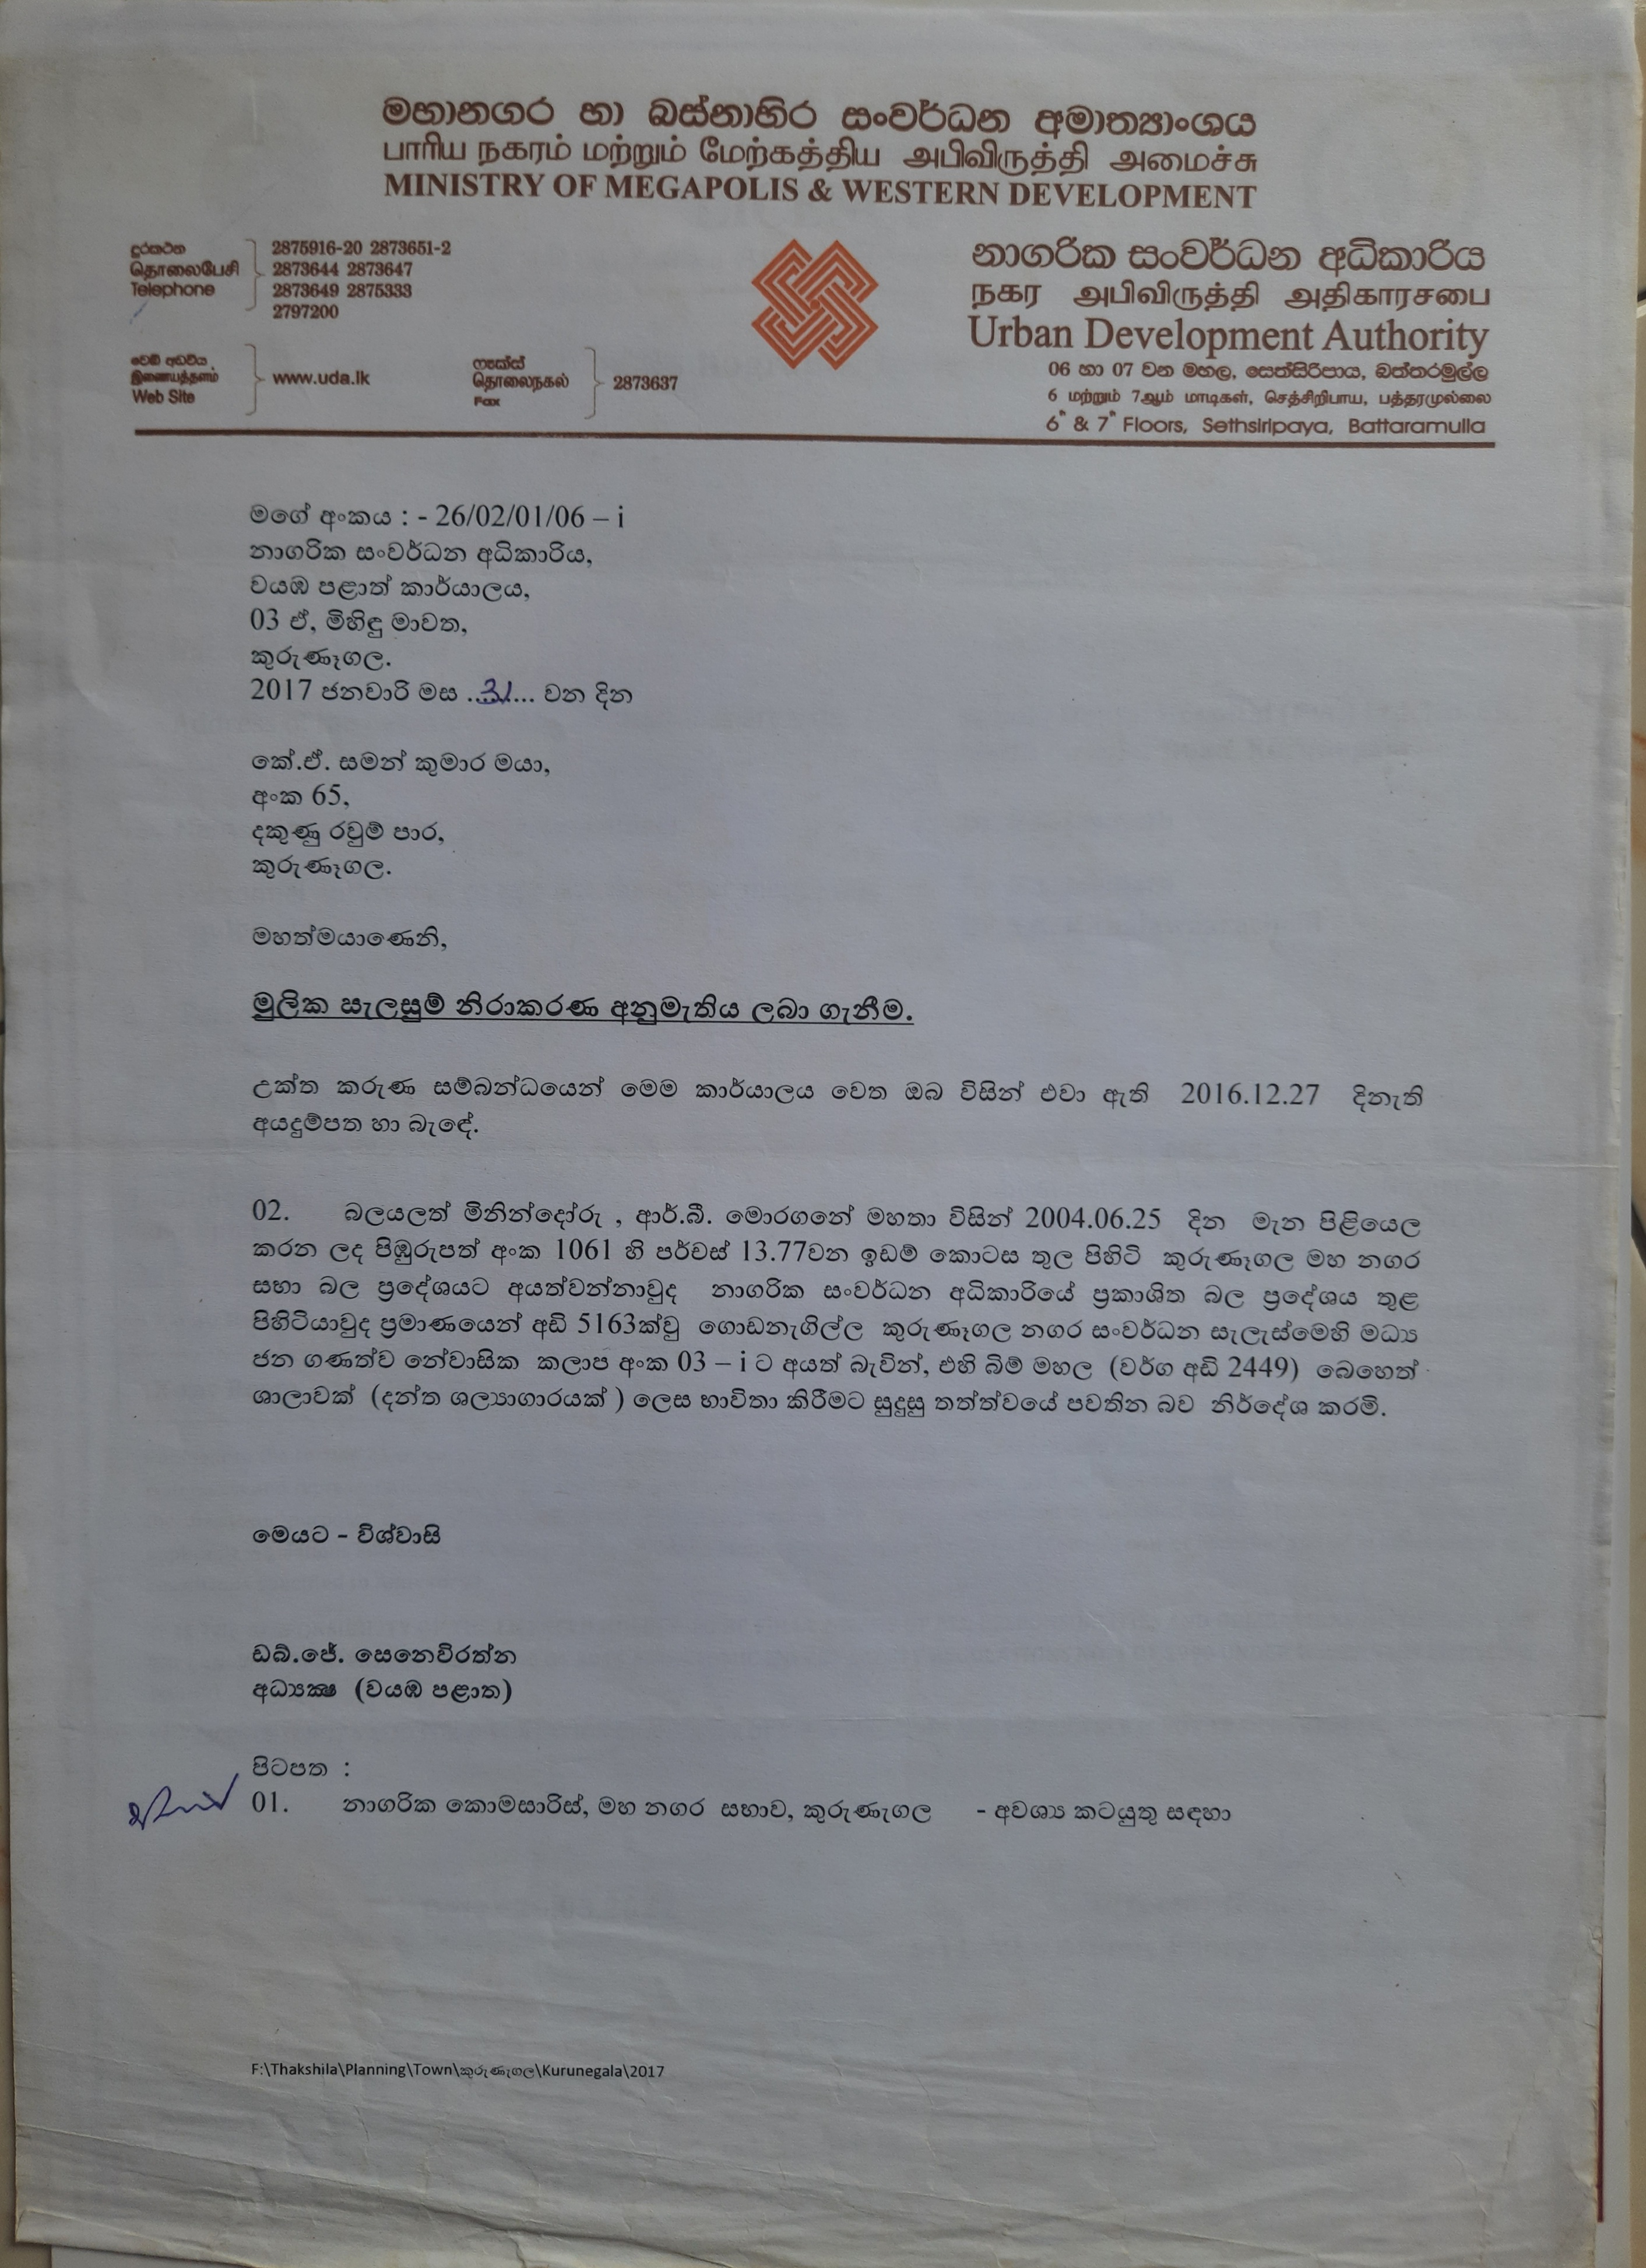 මහානගර හා බස්නාහිර සංවර්ධන අමාත්‍යාංශය
பாரிய நகரம் மற்றும் மேற்கத்திய அபிவிருத்தி அமைச்சு
MINISTRY OF MEGAPOLIS & WESTERN DEVELOPMENT
දුරකථන
தொலைபேசி
Telephone
2875916-20 2873651-2
2873644 2873647
2873649 2875333
2797200
වෙබ් අඩවිය
இணையத்தளம்
Web Site
www.uda.lk
ෆැක්ස්
தொலைநகல்
Fax
2873637
නාගරික සංවර්ධන අධිකාරිය
நகர அபிவிருத்தி அதிகாரசபை
Urban Development Authority
06 හා 07 වන මහල, සෙත්සිරිපාය, බත්තරමුල්ල
6 மற்றும் 7ஆம் மாடிகள், செத்சிறிபாய, பத்தரமுல்லை
6th & 7th Floors, Sethsiripaya, Battaramulla
මගේ අංකය : - 26/02/01/06 – i
නාගරික සංවර්ධන අධිකාරිය,
වයඹ පළාත් කාර්යාලය,
03 ඒ, මිහිඳු මාවත,
කුරුණෑගල.
2017 ජනවාරි මස ..31... වන දින
කේ.ඒ. සමන් කුමාර මයා,
අංක 65,
දකුණු රවුම් පාර,
කුරුණෑගල.
මහත්මයාණෙනි,
මුලික සැලසුම් නිරාකරණ අනුමැතිය ලබා ගැනීම.
උක්ත කරුණ සම්බන්ධයෙන් මෙම කාර්යාලය වෙත ඔබ විසින් එවා ඇති 2016.12.27 දිනැති
අයදුම්පත හා බැඳේ.
02. බලයලත් මිනින්දෝරු , ආර්.බී. මොරගනේ මහතා විසින් 2004.06.25 දින මැන පිළියෙල
කරන ලද පිඹුරුපත් අංක 1061 හි පර්චස් 13.77වන ඉඩම් කොටස තුල පිහිටි කුරුණෑගල මහ නගර
සභා බල ප්‍රදේශයට අයත්වන්නාවුද නාගරික සංවර්ධන අධිකාරියේ ප්‍රකාශිත බල ප්‍රදේශය තුළ
පිහිටියාවුද ප්‍රමාණයෙන් අඩි 5163ක්වු ගොඩනැගිල්ල කුරුණෑගල නගර සංවර්ධන සැලැස්මෙහි මධ්‍ය
ජන ගණත්ව නේවාසික කලාප අංක 03 – i ට අයත් බැවින්, එහි බිම් මහල (වර්ග අඩි 2449) බෙහෙත්
ශාලාවක් (දන්ත ශල්‍යාගාරයක් ) ලෙස භාවිතා කිරීමට සුදුසු තත්ත්වයේ පවතින බව නිර්දේශ කරමි.
මෙයට - විශ්වාසි
ඩබ්.ජේ. සෙනෙවිරත්න
අධ්‍යක්ෂ (වයඹ පළාත)
පිටපත :
01. නාගරික කොමසාරිස්, මහ නගර සභාව, කුරුණෑගල - අවශ්‍ය කටයුතු සඳහා
F:\Thakshila\Planning\Town\කුරුණෑගල\Kurunegala\2017